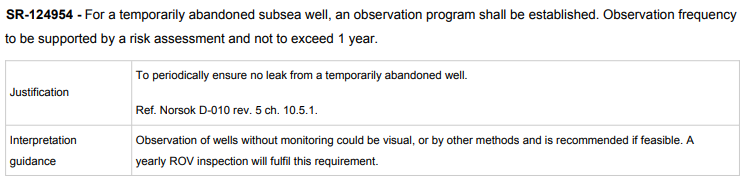 SR-124954 - For a temporarily abandoned subsea well, an observation program shall be established. Observation frequency
to be supported by a risk assessment and not to exceed 1 year.
Justification
To periodically ensure no leak from a temporarily abandoned well.
Ref. Norsok D-010 rev. 5 ch. 10.5.1.
Interpretation
guidance
Observation of wells without monitoring could be visual, or by other methods and is recommended if feasible. A
yearly ROV inspection will fulfil this requirement.